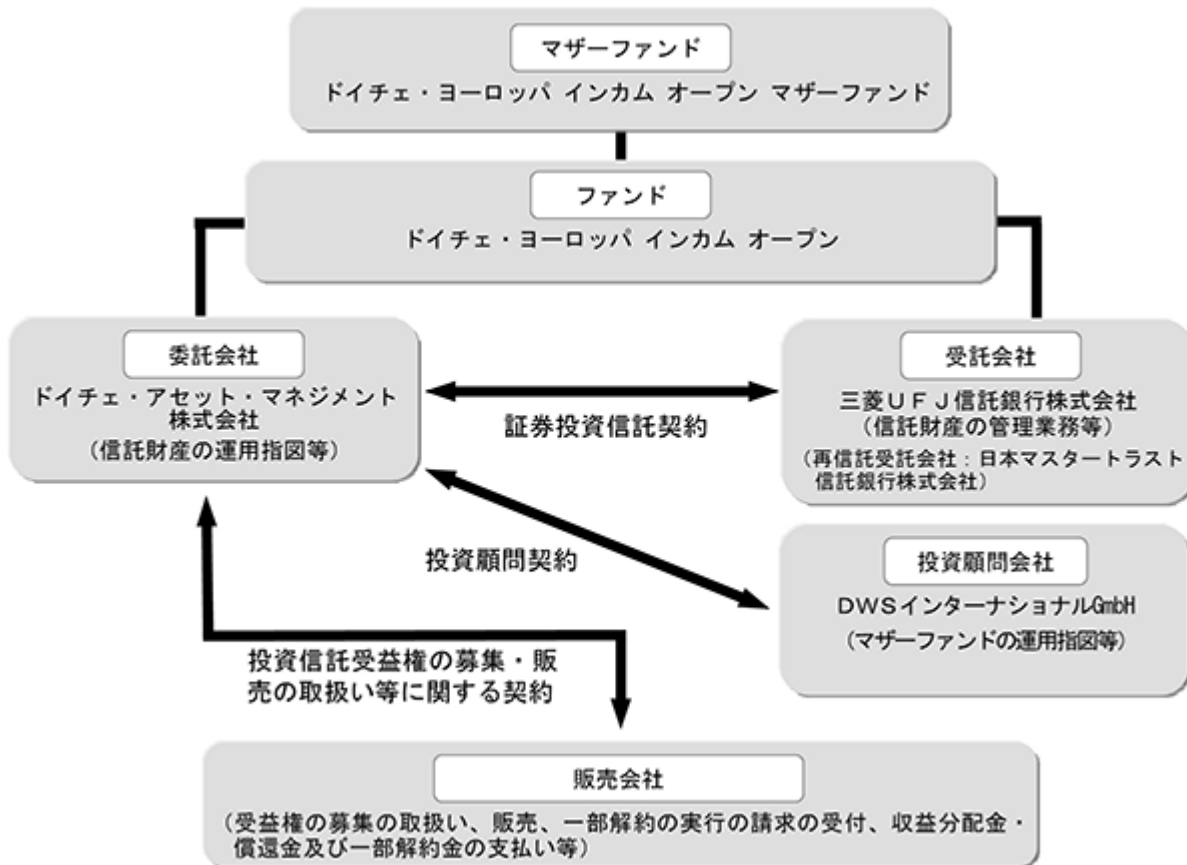 マザーファンド
ドイチェ・ヨーロッパ インカム オープン マザーファンド
ファンド
ドイチェ・ヨーロッパ インカム オープン
委託会社
ドイチェ・アセット・マネジメント
株式会社
(信託財産の運用指図等)
証券投資信託契約
受託会社
三菱UFJ信託銀行株式会社
(信託財産の管理業務等)
(再信託受託会社:日本マスタートラスト
信託銀行株式会社)
投資顧問契約
投資顧問会社
DWSインターナショナルGmbH
(マザーファンドの運用指図等)
投資信託受益権の募集・販
売の取扱い等に関する契約
販売会社
(受益権の募集の取扱い、販売、一部解約の実行の請求の受付、収益分配金・
償還金及び一部解約金の支払い等)